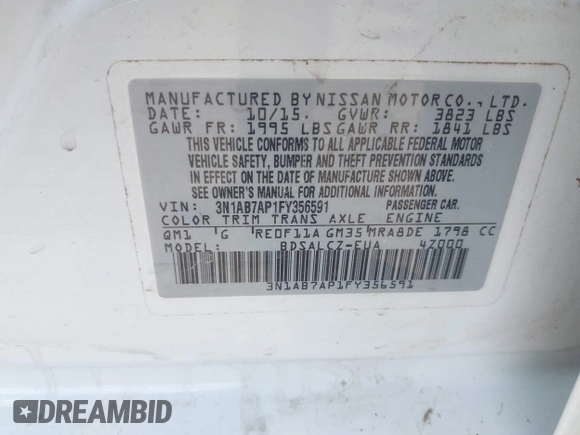 MANUFACTURED BY NISSAN MOTOR CO., LTD.
DATE: 10/15. GVWR: 3823 LBS
GAWR FR: 1995 LBS GAWR RR: 1841 LBS
THIS VEHICLE CONFORMS TO ALL APPLICABLE FEDERAL MOTOR
VEHICLE SAFETY, BUMPER AND THEFT PREVENTION STANDARDS
IN EFFECT ON THE DATE OF MANUFACTURE SHOWN ABOVE.
SEE OWNER'S MANUAL FOR ADDITIONAL INFORMATION.
VIN: 3N1AB7AP1FY356591 PASSENGER CAR.
COLOR TRIM TRANS AXLE ENGINE
QM1 'G 'RE0F11A GM35 MRA8DE 1798 CC
BDSALCZ-EUA 4Z000
3N1AB7AP1FY356591
DREAMBID